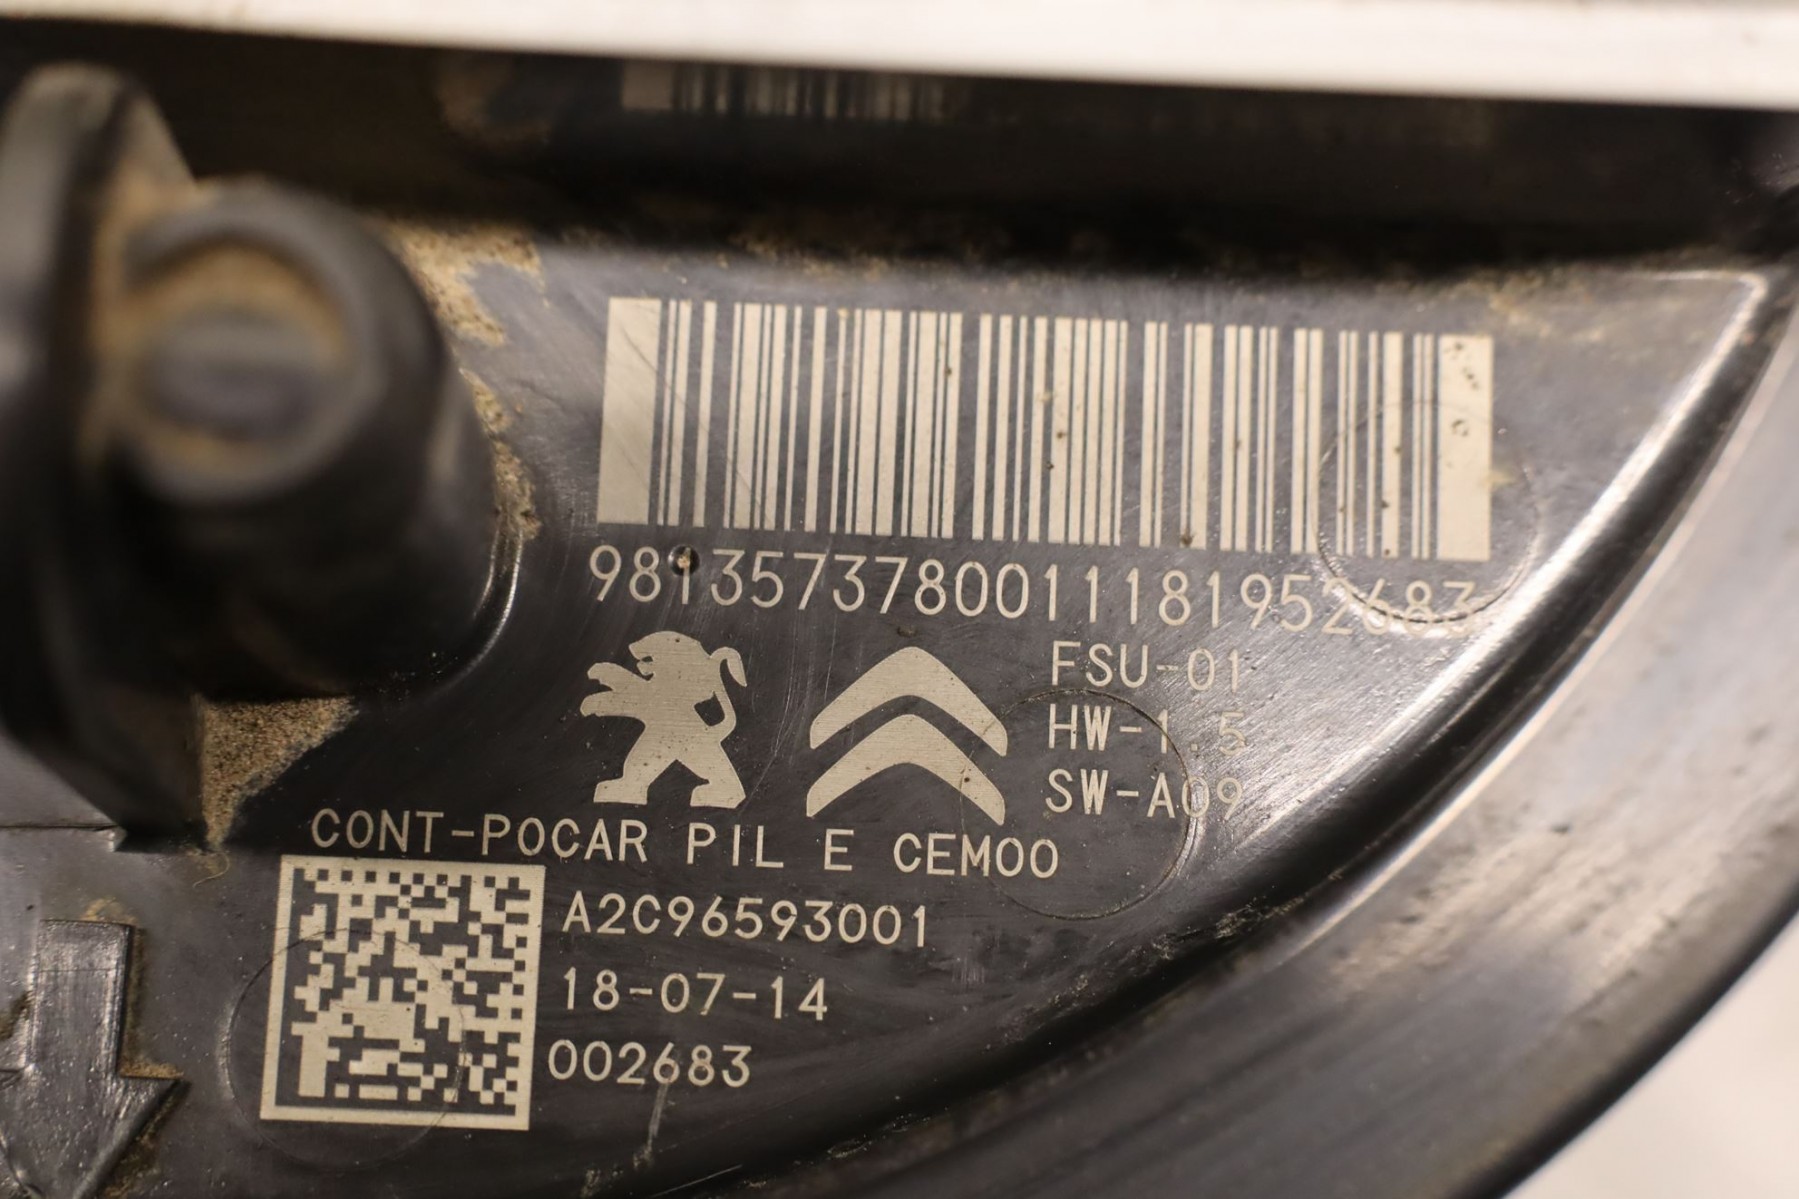 9813573780011181952683
FSU-01
HW-1.5
SW-A09
CONT-POCAR PIL E CEMOO
A2C96593001
18-07-14
002683